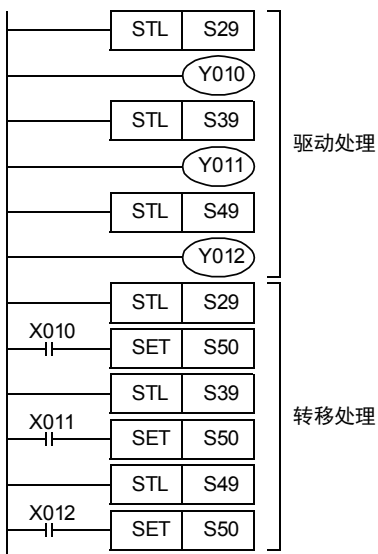 STL S29
Y010
STL S39
Y011
STL S49
Y012
驱动处理
STL S29
X010
SET S50
STL S39
X011
SET S50
STL S49
X012
SET S50
转移处理